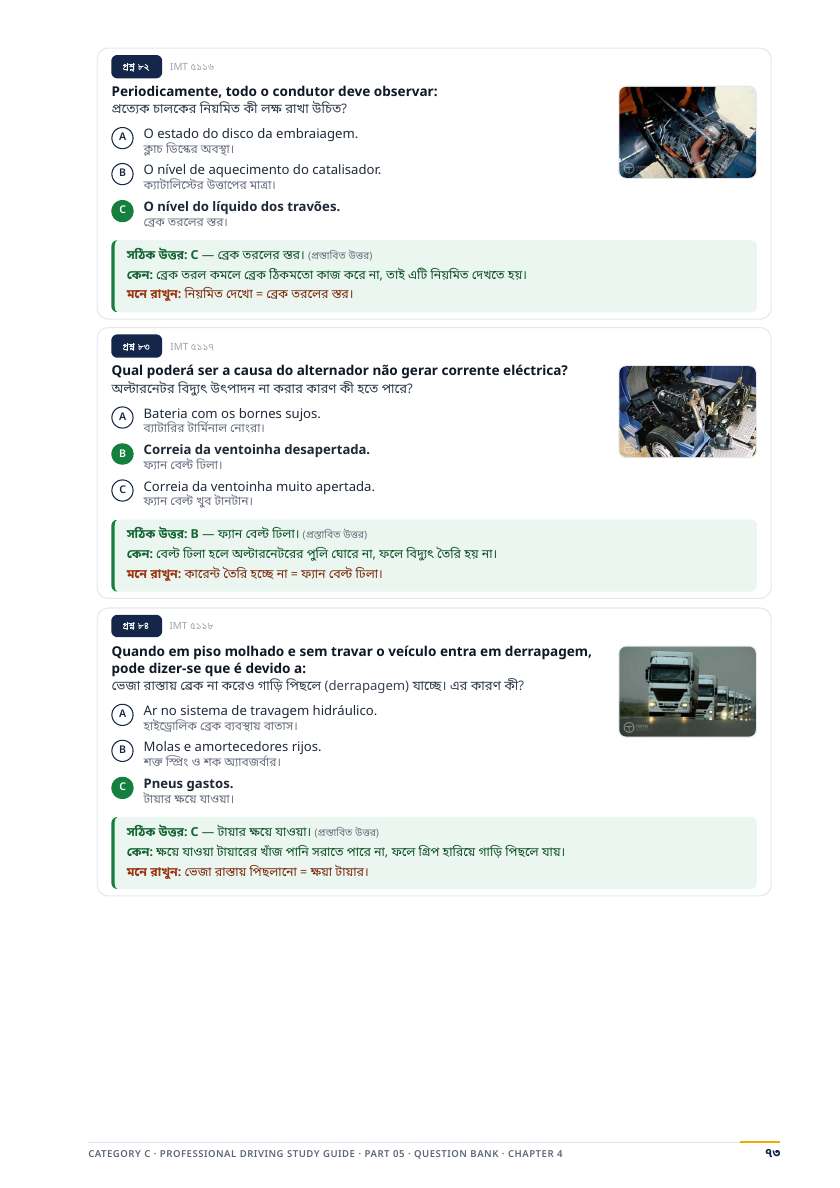 প্রশ্ন ৮২ IMT ৫১১৬
Periodicamente, todo o condutor deve observar:
প্রত্যেক চালকের নিয়মিত কী লক্ষ রাখা উচিত?
A O estado do disco da embraiagem.
ক্লাচ ডিস্কের অবস্থা।
B O nível de aquecimento do catalisador.
ক্যাটালিস্টের উত্তাপের মাত্রা।
C O nível do líquido dos travões.
ব্রেক তরলের স্তর।
সঠিক উত্তর: C — ব্রেক তরলের স্তর। (প্রস্তাবিত উত্তর)
কেন: ব্রেক তরল কমলে ব্রেক ঠিকমতো কাজ করে না, তাই এটি নিয়মিত দেখতে হয়।
মনে রাখুন: নিয়মিত দেখো = ব্রেক তরলের স্তর।
প্রশ্ন ৮৩ IMT ৫১১৭
Qual poderá ser a causa do alternador não gerar corrente eléctrica?
অল্টারনেটর বিদ্যুৎ উৎপাদন না করার কারণ কী হতে পারে?
A Bateria com os bornes sujos.
ব্যাটারির টার্মিনাল নোংরা।
B Correia da ventoinha desapertada.
ফ্যান বেল্ট ঢিলা।
C Correia da ventoinha muito apertada.
ফ্যান বেল্ট খুব টানটান।
সঠিক উত্তর: B — ফ্যান বেল্ট ঢিলা। (প্রস্তাবিত উত্তর)
কেন: বেল্ট ঢিলা হলে অল্টারনেটরের পুলি ঘোরে না, ফলে বিদ্যুৎ তৈরি হয় না।
মনে রাখুন: কারেন্ট তৈরি হচ্ছে না = ফ্যান বেল্ট ঢিলা।
প্রশ্ন ৮৪ IMT ৫১১৮
Quando em piso molhado e sem travar o veículo entra em derrapagem,
pode dizer-se que é devido a:
ভেজা রাস্তায় ব্রেক না করেও গাড়ি পিছলে (derrapagem) যাচ্ছে। এর কারণ কী?
A Ar no sistema de travagem hidráulico.
হাইড্রোলিক ব্রেক ব্যবস্থায় বাতাস।
B Molas e amortecedores rijos.
শক্ত স্প্রিং ও শক অ্যাবজর্বার।
C Pneus gastos.
টায়ার ক্ষয়ে যাওয়া।
সঠিক উত্তর: C — টায়ার ক্ষয়ে যাওয়া। (প্রস্তাবিত উত্তর)
কেন: ক্ষয়ে যাওয়া টায়ারের খাঁজ পানি সরাতে পারে না, ফলে গ্রিপ হারিয়ে গাড়ি পিছলে যায়।
মনে রাখুন: ভেজা রাস্তায় পিছলানো = ক্ষয়া টায়ার।
CATEGORY C · PROFESSIONAL DRIVING STUDY GUIDE · PART 05 · QUESTION BANK · CHAPTER 4 ৭৩